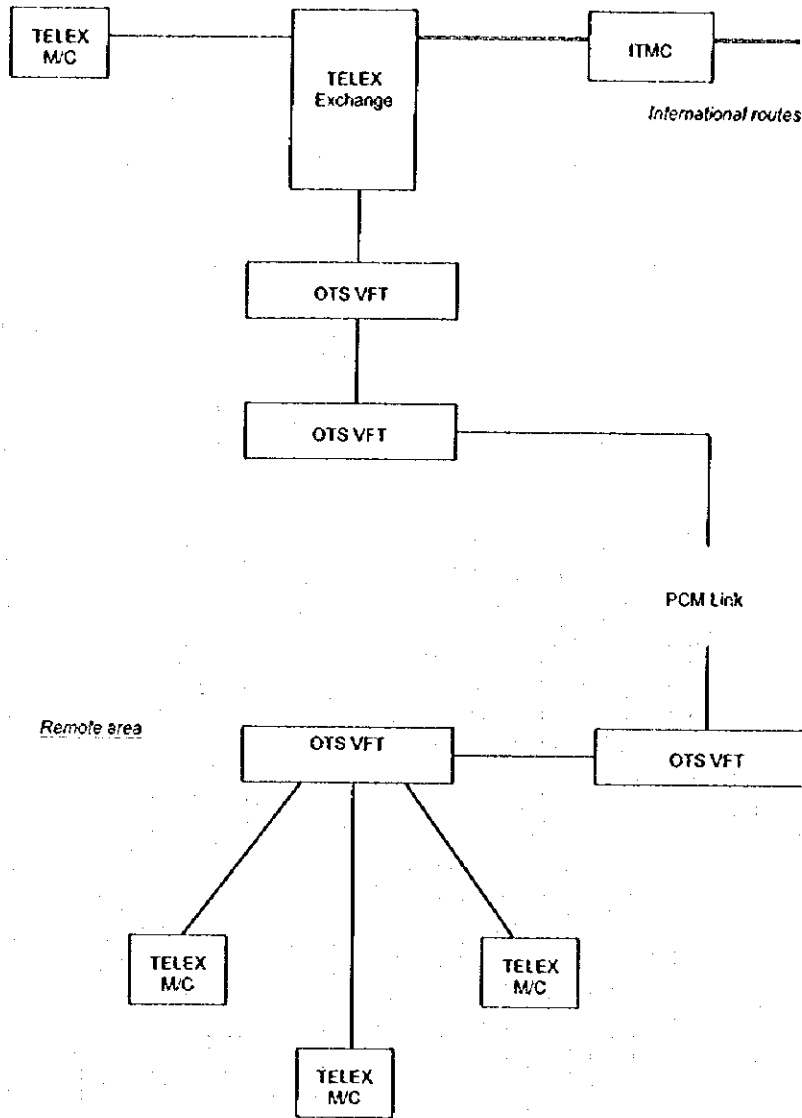 TELEX
M/C
TELEX
Exchange
ITMC
International routes
OTS VFT
OTS VFT
PCM Link
Remote area
OTS VFT
OTS VFT
TELEX
M/C
TELEX
M/C
TELEX
M/C